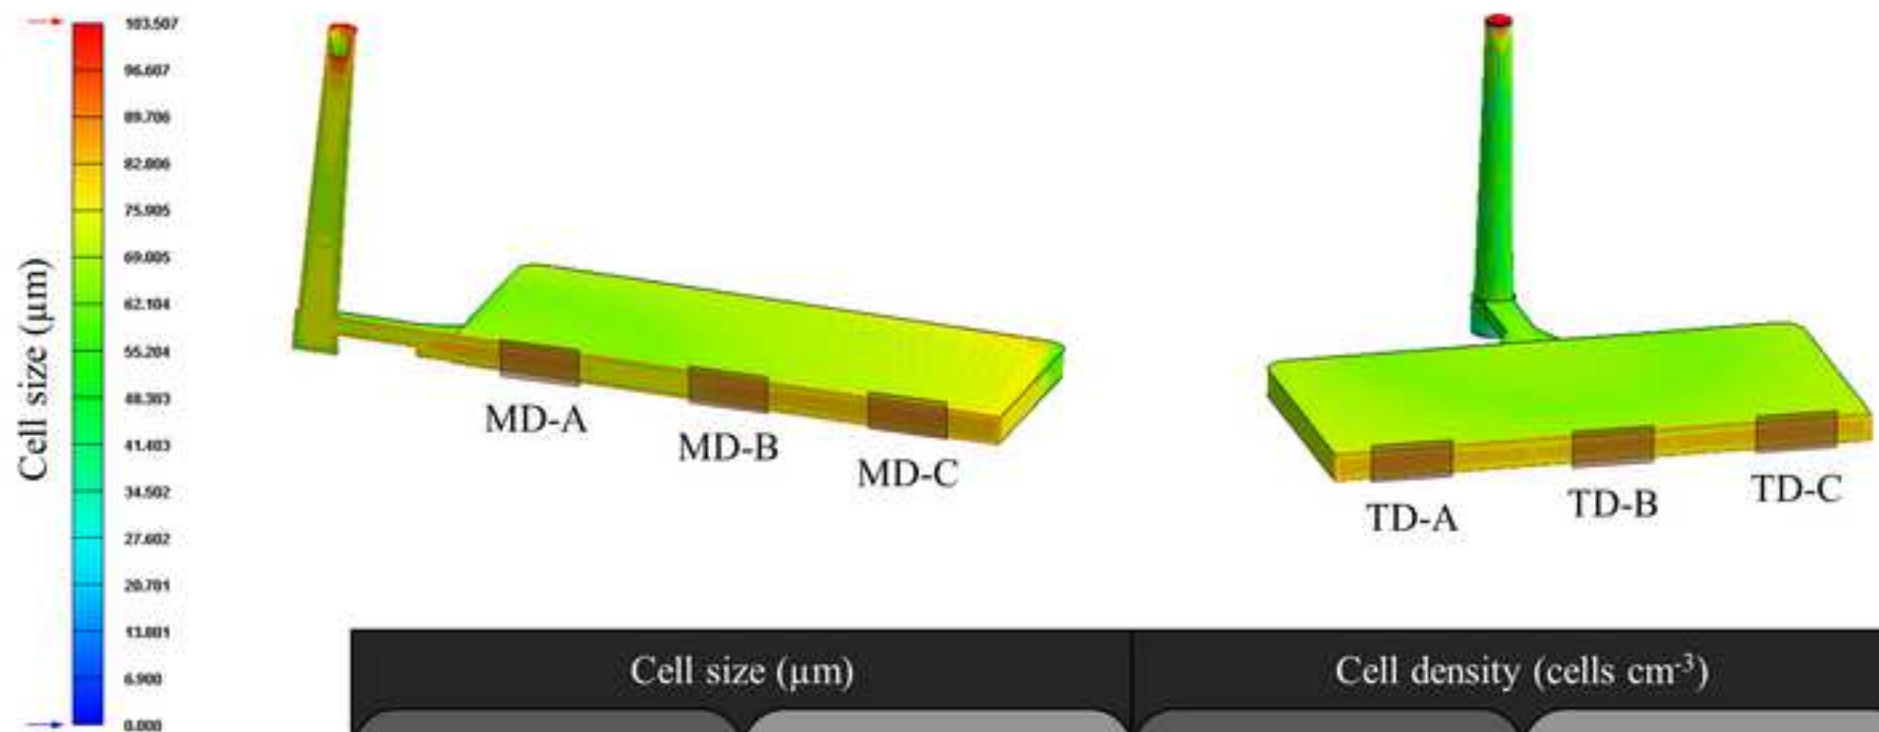 Cell size (μm)
103.507
96.607
89.706
82.806
75.905
69.005
62.104
55.204
48.303
41.403
34.502
27.602
20.701
13.801
6.900
0.000
MD-A
MD-B
MD-C
TD-A
TD-B
TD-C
Cell size (μm)
Cell density (cells cm⁻³)